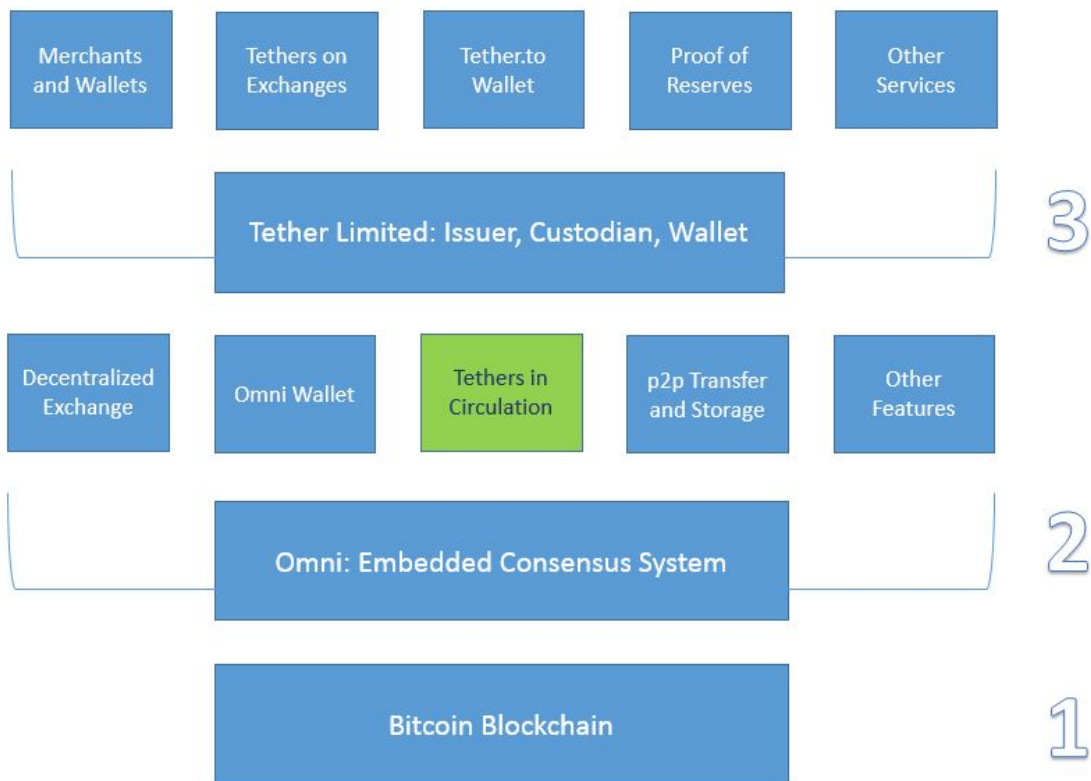 Merchants
and Wallets
Tethers on
Exchanges
Tether.to
Wallet
Proof of
Reserves
Other
Services
Tether Limited: Issuer, Custodian, Wallet
3
Decentralized
Exchange
Omni Wallet
Tethers in
Circulation
p2p Transfer
and Storage
Other
Features
Omni: Embedded Consensus System
2
Bitcoin Blockchain
1